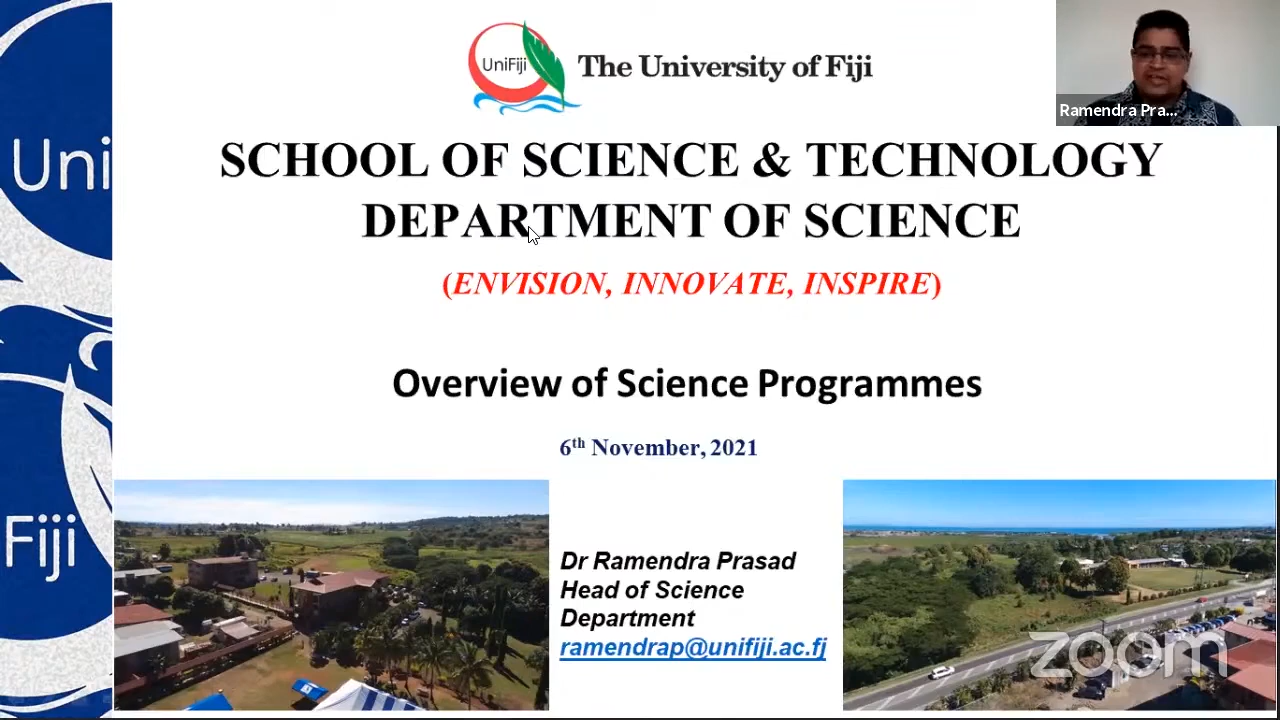 UniFiji
The University of Fiji
Ramendra Pra...
SCHOOL OF SCIENCE & TECHNOLOGY
DEPARTMENT OF SCIENCE
(ENVISION, INNOVATE, INSPIRE)
Overview of Science Programmes
6th November, 2021
Uni
Fiji
Dr Ramendra Prasad
Head of Science
Department
ramendrap@unifiji.ac.fj
zoom